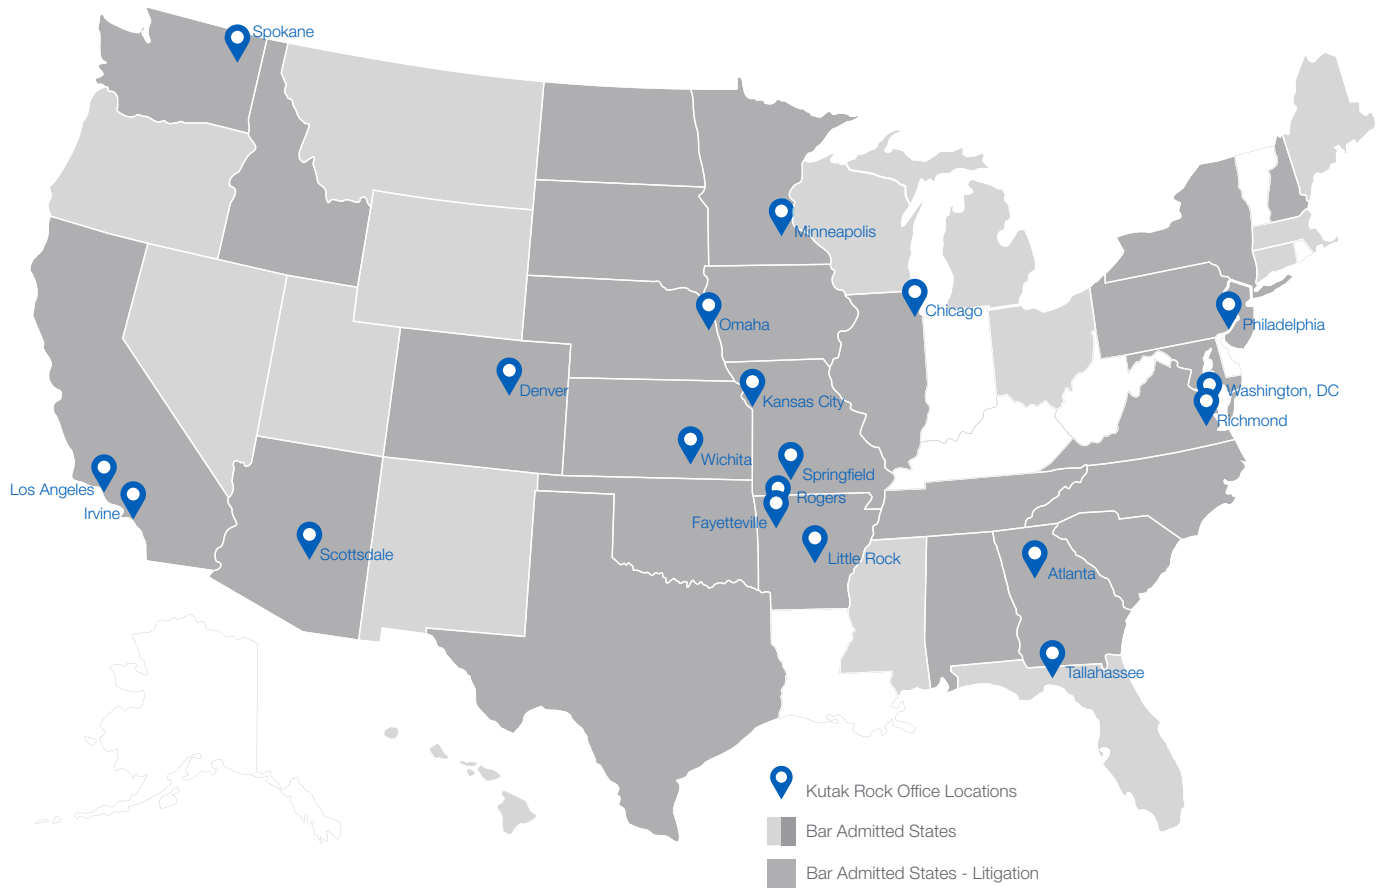 Spokane
Minneapolis
Omaha
Chicago
Philadelphia
Denver
Kansas City
Washington, DC
Richmond
Wichita
Springfield
Los Angeles
Rogers
Irvine
Fayetteville
Scottsdale
Little Rock
Atlanta
Tallahassee
Kutak Rock Office Locations
Bar Admitted States
Bar Admitted States - Litigation